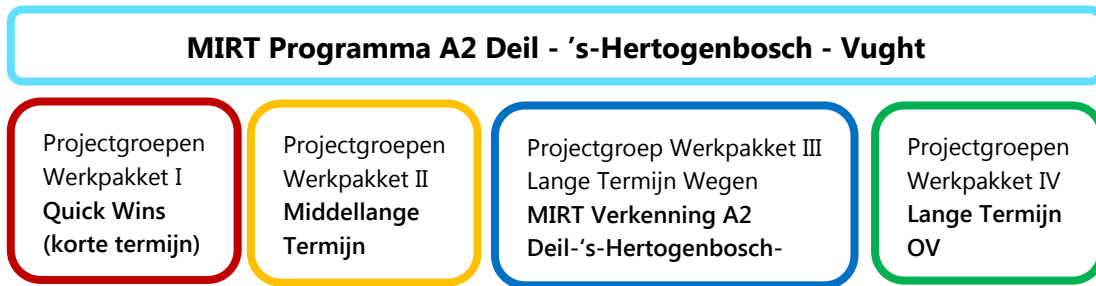 MIRT Programma A2 Deil - ’s-Hertogenbosch - Vught
Projectgroepen
Werkpakket I
Quick Wins
(korte termijn)
Projectgroepen
Werkpakket II
Middellange
Termijn
Projectgroep Werkpakket III
Lange Termijn Wegen
MIRT Verkenning A2
Deil-‘s-Hertogenbosch-
Projectgroepen
Werkpakket IV
Lange Termijn
OV